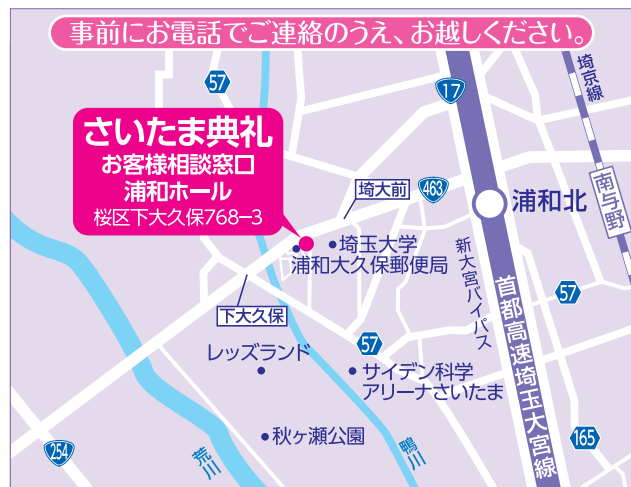 事前にお電話でご連絡のうえ、お越しください。
57
17
埼京線
さいたま典礼
お客様相談窓口
浦和ホール
桜区下大久保768−3
埼大前
463
浦和北
南与野
埼玉大学
浦和大久保郵便局
新大宮バイパス
首都高速埼玉大宮線
57
下大久保
57
レッズランド
サイデン科学
アリーナさいたま
秋ヶ瀬公園
165
254
荒川
鴨川